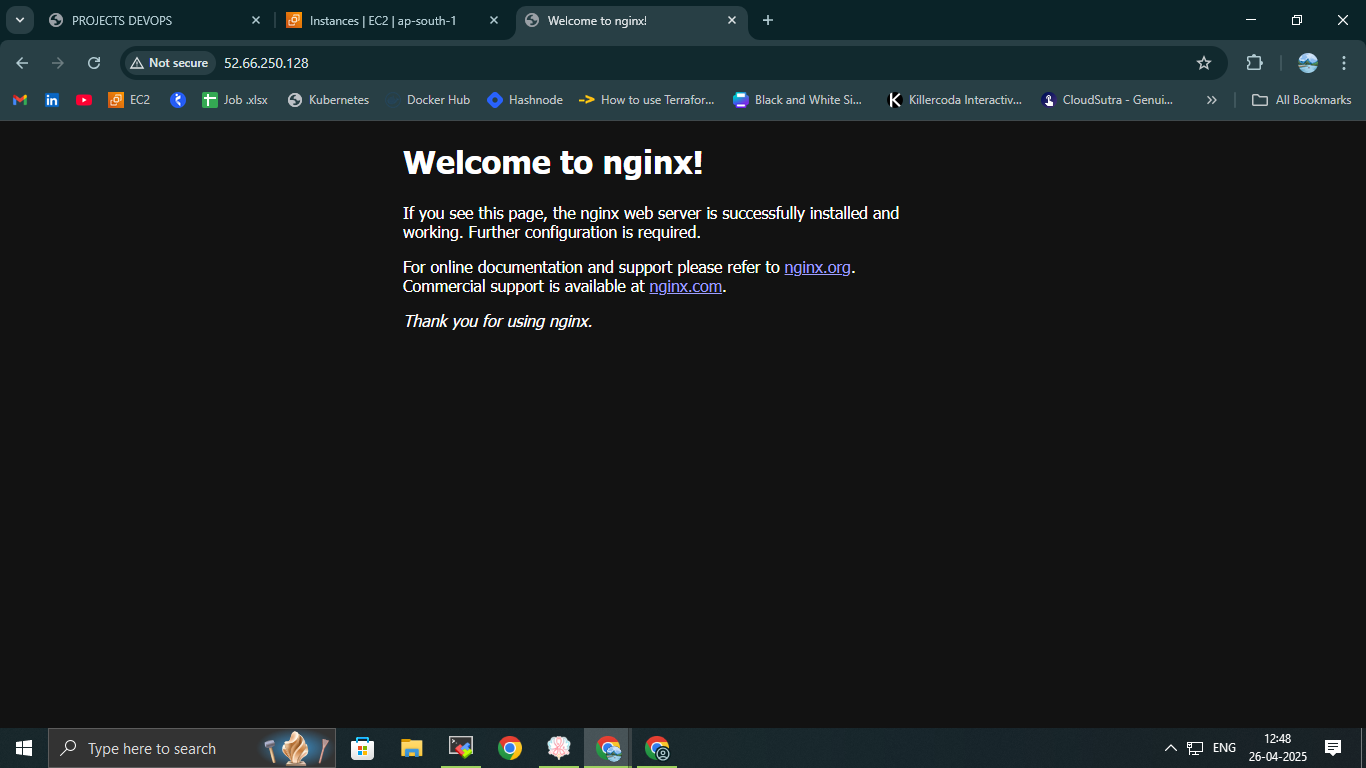 PROJECTS DEVOPS
Instances | EC2 | ap-south-1
Welcome to nginx!
Not secure
52.66.250.128
EC2
Job .xlsx
Kubernetes
Docker Hub
Hashnode
How to use Terrafor...
Black and White Si...
Killercoda Interactiv...
CloudSutra - Genui...
All Bookmarks
Welcome to nginx!
If you see this page, the nginx web server is successfully installed and
working. Further configuration is required.
For online documentation and support please refer to nginx.org.
Commercial support is available at nginx.com.
Thank you for using nginx.
Type here to search
ENG
12:48
26-04-2025